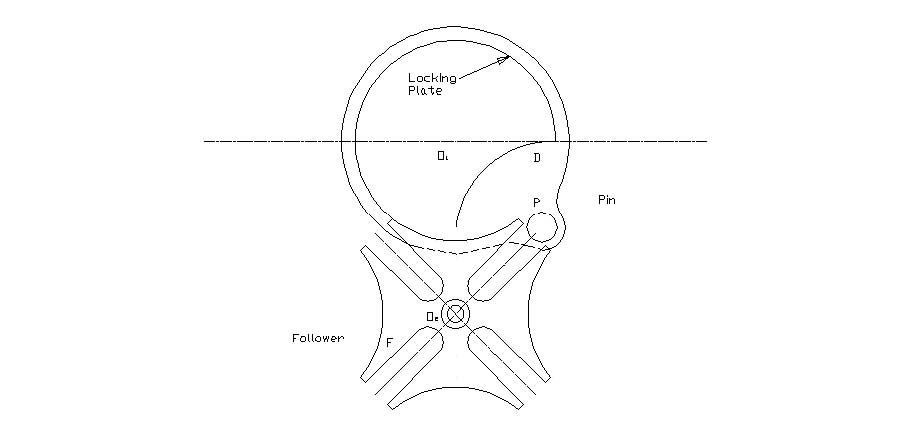 Locking
Plate
O₁
D
P
Pin
O₂
Follower
F